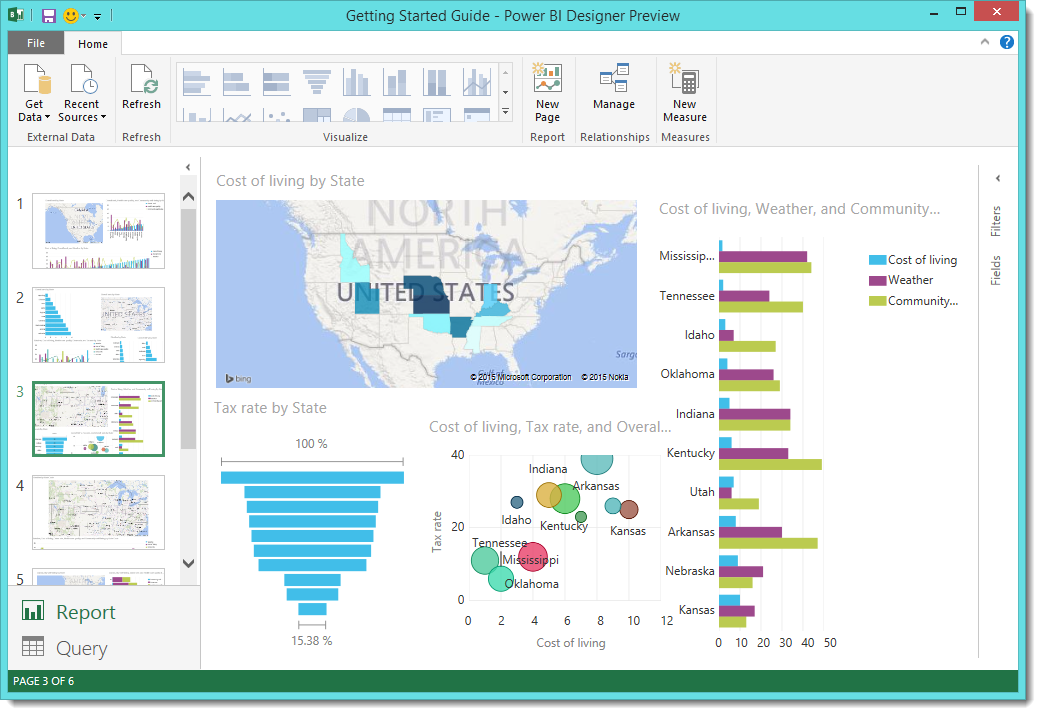 Getting Started Guide - Power BI Designer Preview
File
Home
Get Data
Recent Sources
Refresh
New Page
Manage
New Measure
External Data
Refresh
Visualize
Report
Relationships
Measures
1
2
3
4
5
Report
Query
PAGE 3 OF 6
Cost of living by State
NORTH
AMERICA
UNITED STATES
Sarg
Gulf of
Mexico
bing
© 2015 Microsoft Corporation
© 2015 Nokia
Tax rate by State
100 %
15.38 %
Cost of living, Tax rate, and Overal...
40
20
0
Tax rate
Indiana
Arkansas
Idaho
Kentucky
Kansas
Tennessee
Mississippi
Oklahoma
0 2 4 6 8 10 12
Cost of living
Cost of living, Weather, and Community...
Mississip...
Tennessee
Idaho
Oklahoma
Indiana
Kentucky
Utah
Arkansas
Nebraska
Kansas
0 10 20 30 40 50
Cost of living
Weather
Community...
Filters
Fields